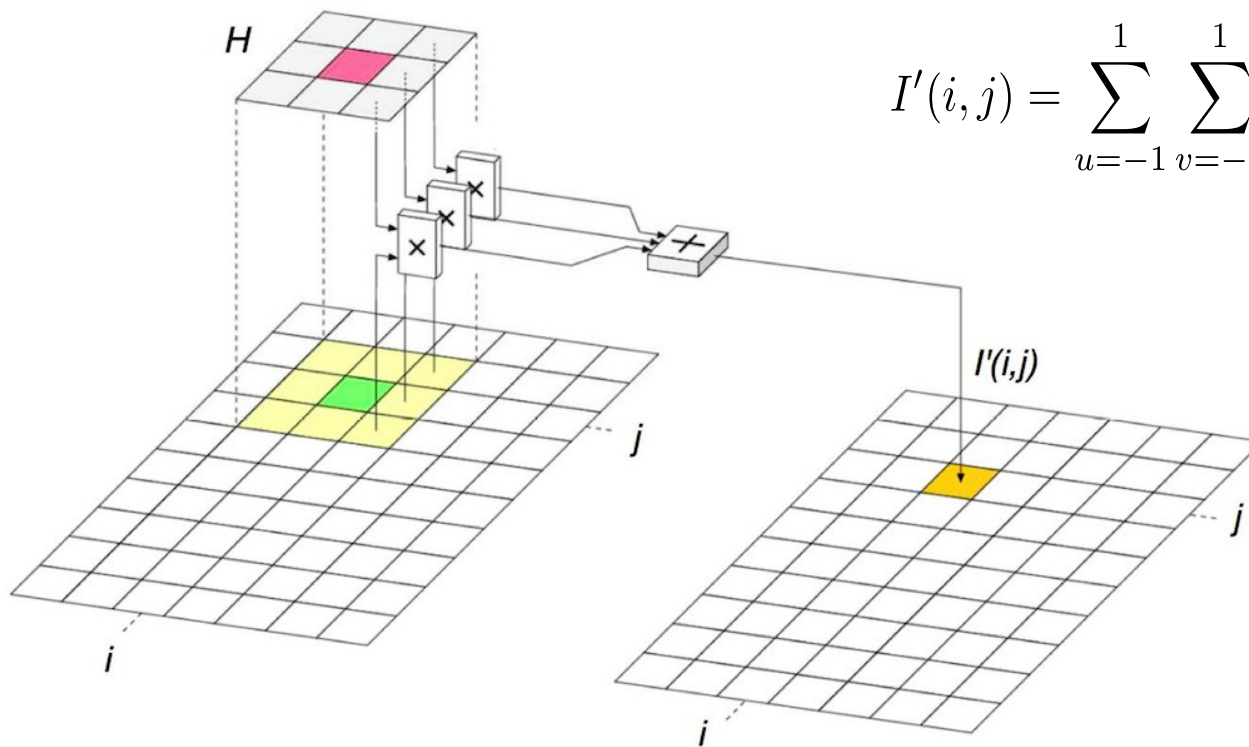 H
I'(i, j) = ∑ ∑
1 1
u=-1 v=-
×
×
×
+
I'(i,j)
j
j
i
i